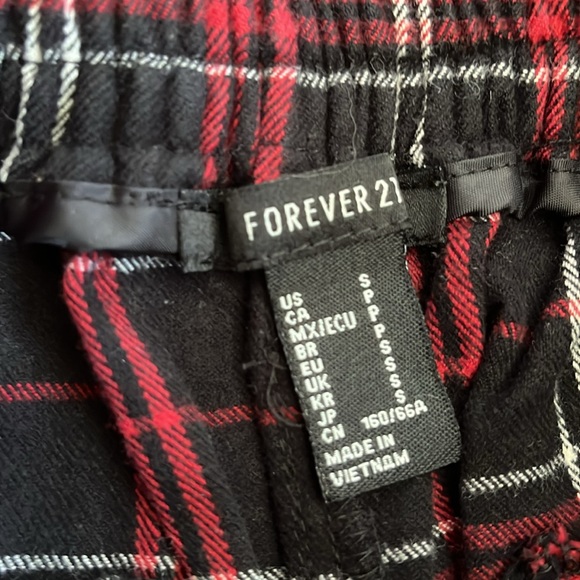 FOREVER 21
US S
CA P
MX/ECU P
BR P
EU S
UK S
KR S
JP S
CN 160/66A
MADE IN
VIETNAM